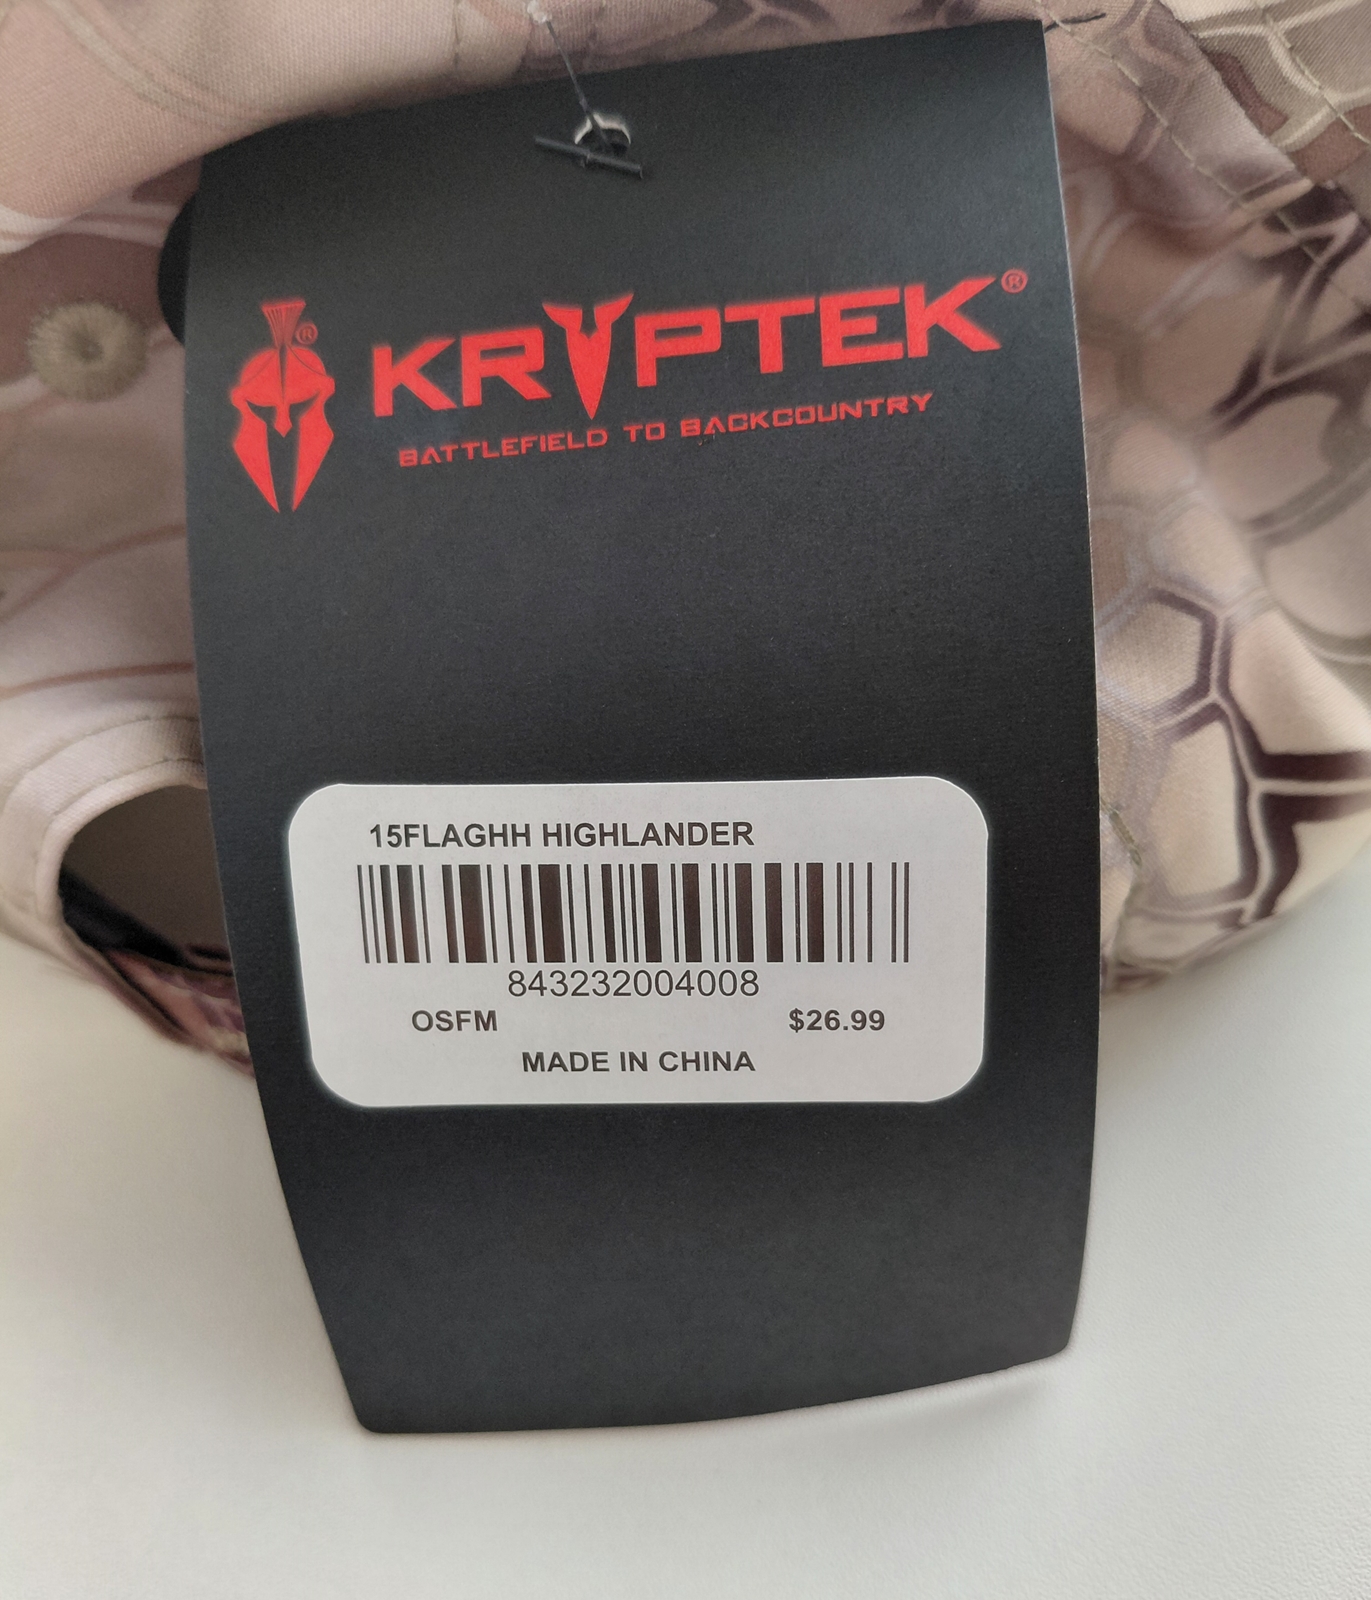 KRYPTEK®
®
BATTLEFIELD TO BACKCOUNTRY
15FLAGHH HIGHLANDER
843232004008
OSFM $26.99
MADE IN CHINA